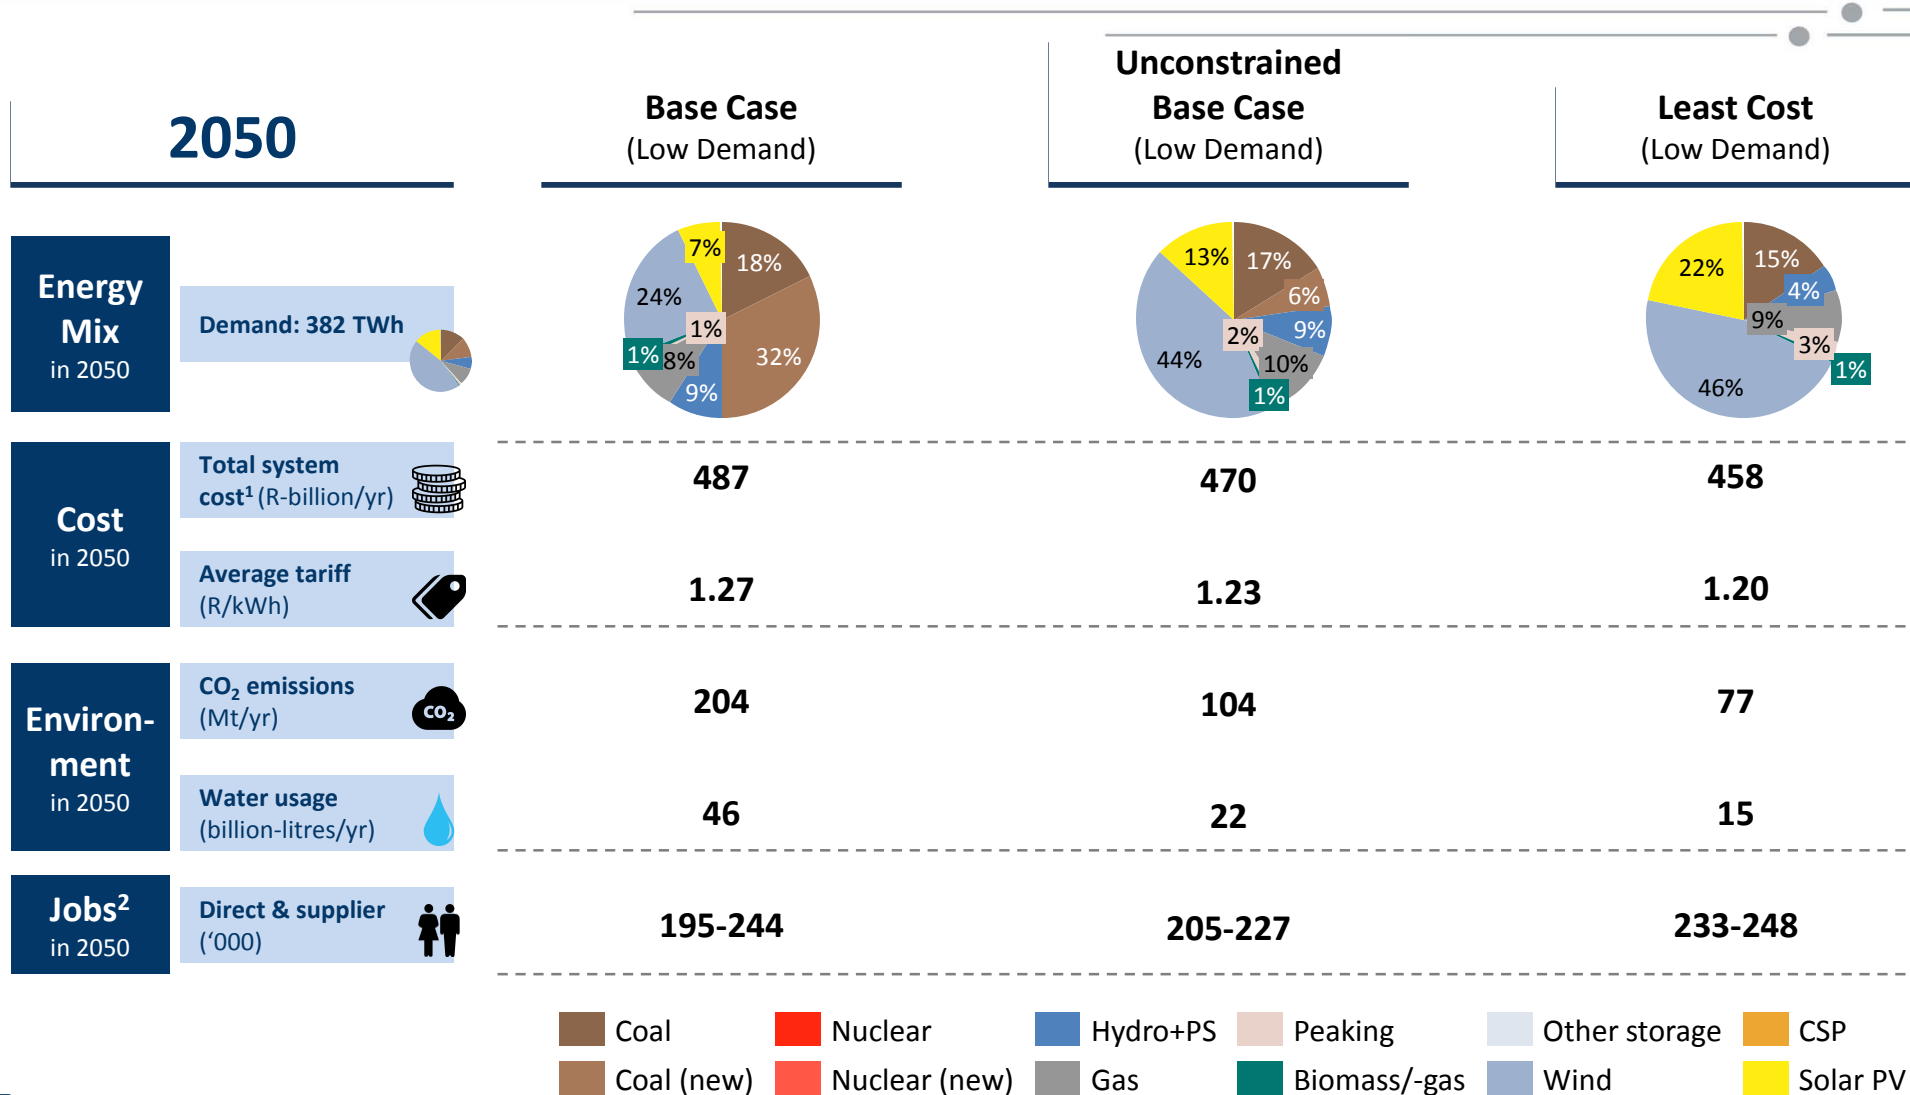 2050
Base Case
(Low Demand)
Unconstrained
Base Case
(Low Demand)
Least Cost
(Low Demand)
Energy
Mix
in 2050
Demand: 382 TWh
7%
18%
24%
1%
1%
8%
32%
9%
13%
17%
6%
2%
9%
44%
10%
1%
22%
15%
4%
9%
3%
1%
46%
Cost
in 2050
Total system
cost¹ (R-billion/yr)
487
470
458
Average tariff
(R/kWh)
1.27
1.23
1.20
Environ-
ment
in 2050
CO₂ emissions
(Mt/yr)
CO₂
204
104
77
Water usage
(billion-litres/yr)
46
22
15
Jobs²
in 2050
Direct & supplier
(‘000)
195-244
205-227
233-248
Coal
Nuclear
Hydro+PS
Peaking
Other storage
CSP
Coal (new)
Nuclear (new)
Gas
Biomass/-gas
Wind
Solar PV